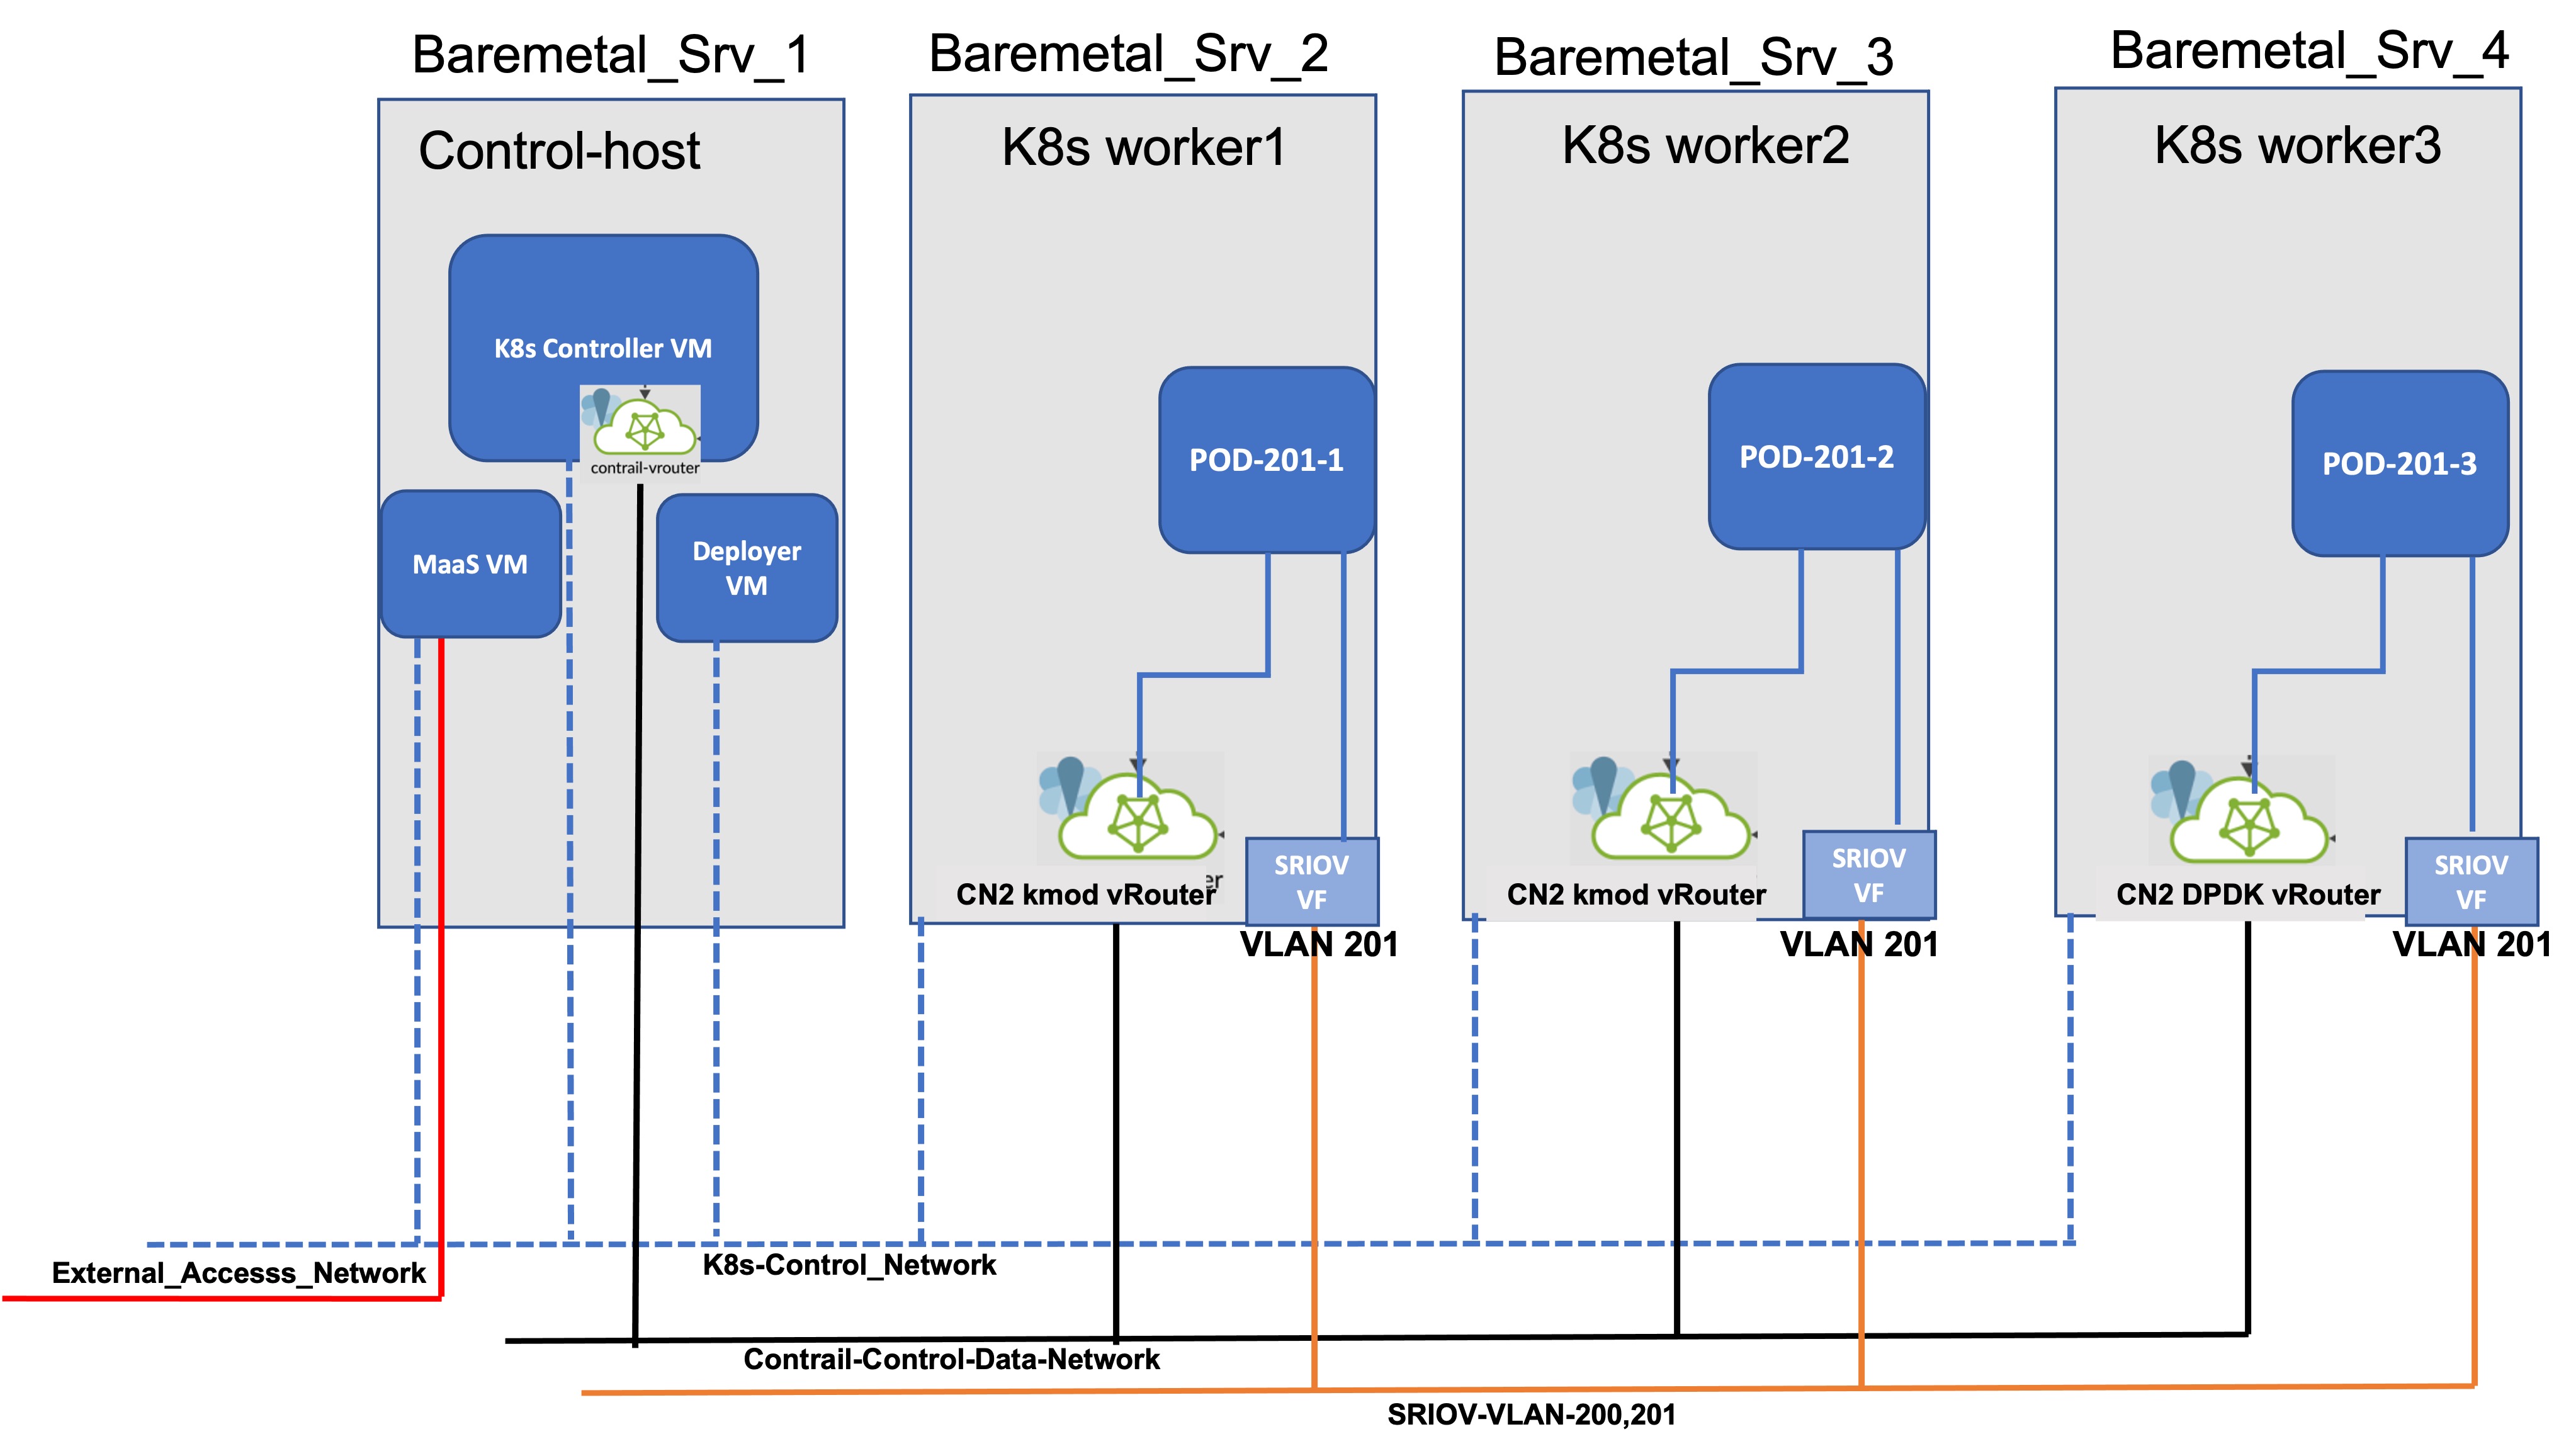 Baremetal_Srv_1
Baremetal_Srv_2
Baremetal_Srv_3
Baremetal_Srv_4
Control-host
K8s worker1
K8s worker2
K8s worker3
K8s Controller VM
contrail-vrouter
MaaS VM
Deployer
VM
POD-201-1
POD-201-2
POD-201-3
CN2 kmod vRouter
er
SRIOV
VF
VLAN 201
CN2 kmod vRouter
SRIOV
VF
VLAN 201
CN2 DPDK vRouter
SRIOV
VF
VLAN 201
External_Accesss_Network
K8s-Control_Network
Contrail-Control-Data-Network
SRIOV-VLAN-200,201